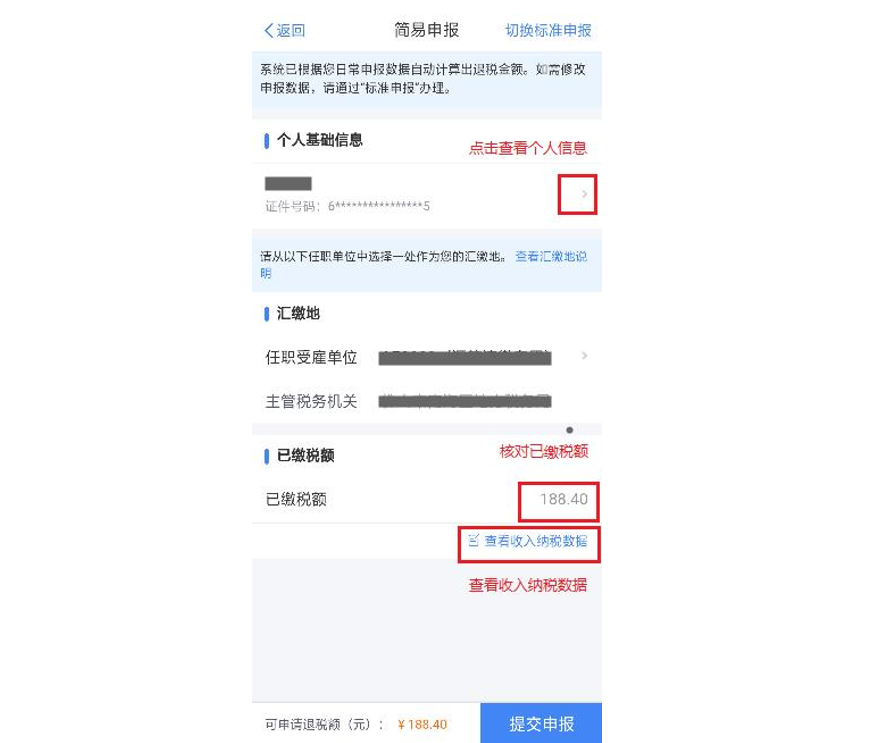 返回 简易申报 切换标准申报
系统已根据您日常申报数据自动计算出退税金额。如需修改
申报数据，请通过“标准申报”办理。
个人基础信息
点击查看个人信息
证件号码：6****************5
请从以下任职单位中选择一处作为您的汇缴地。 查看汇缴地说
明
汇缴地
任职受雇单位
主管税务机关
核对已缴税额
已缴税额
已缴税额 188.40
查看收入纳税数据
查看收入纳税数据
可申请退税额（元）： ¥188.40 提交申报